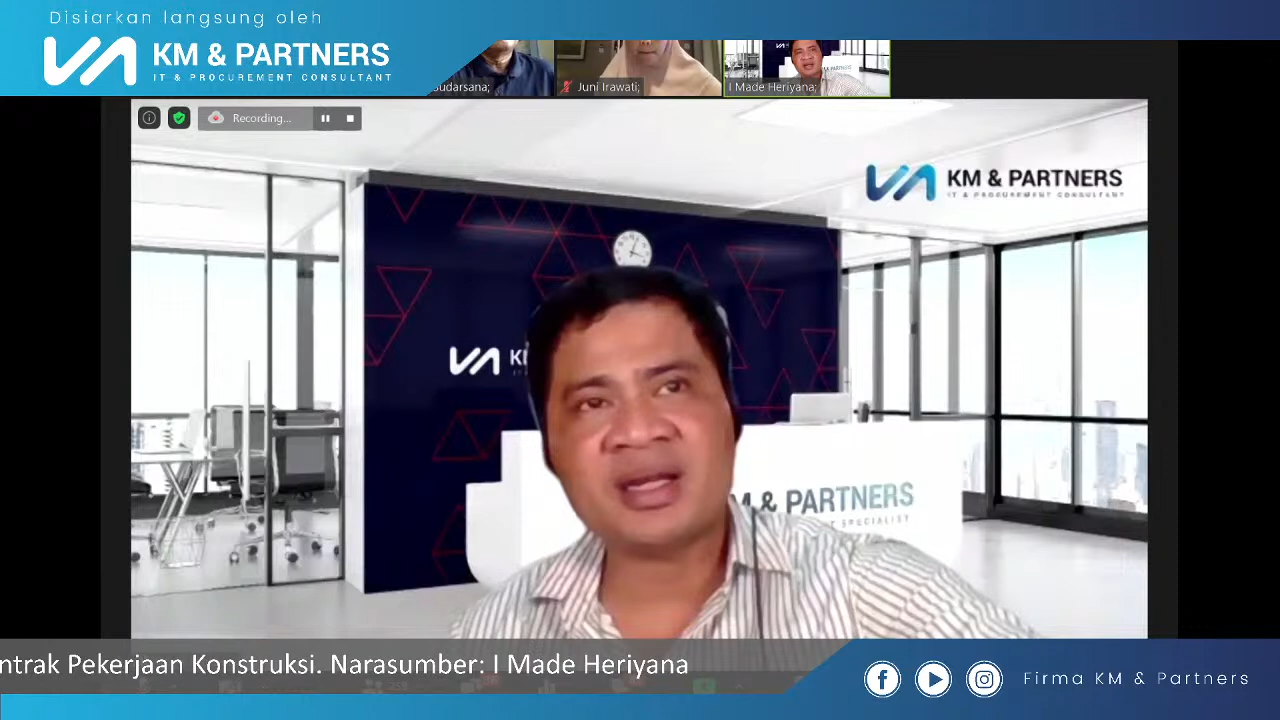 Disiarkan langsung oleh
KM & PARTNERS
IT & PROCUREMENT CONSULTANT
Sudarsana;
Juni Irawati;
I Made Heriyana;
Recording...
KM & PARTNERS
IT & PROCUREMENT CONSULTANT
& PARTNERS
SPECIALIST
ntrak Pekerjaan Konstruksi. Narasumber: I Made Heriyana
Firma KM & Partners